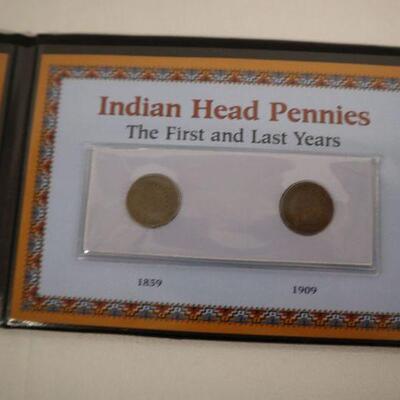 Indian Head Pennies
The First and Last Years
1859
1909